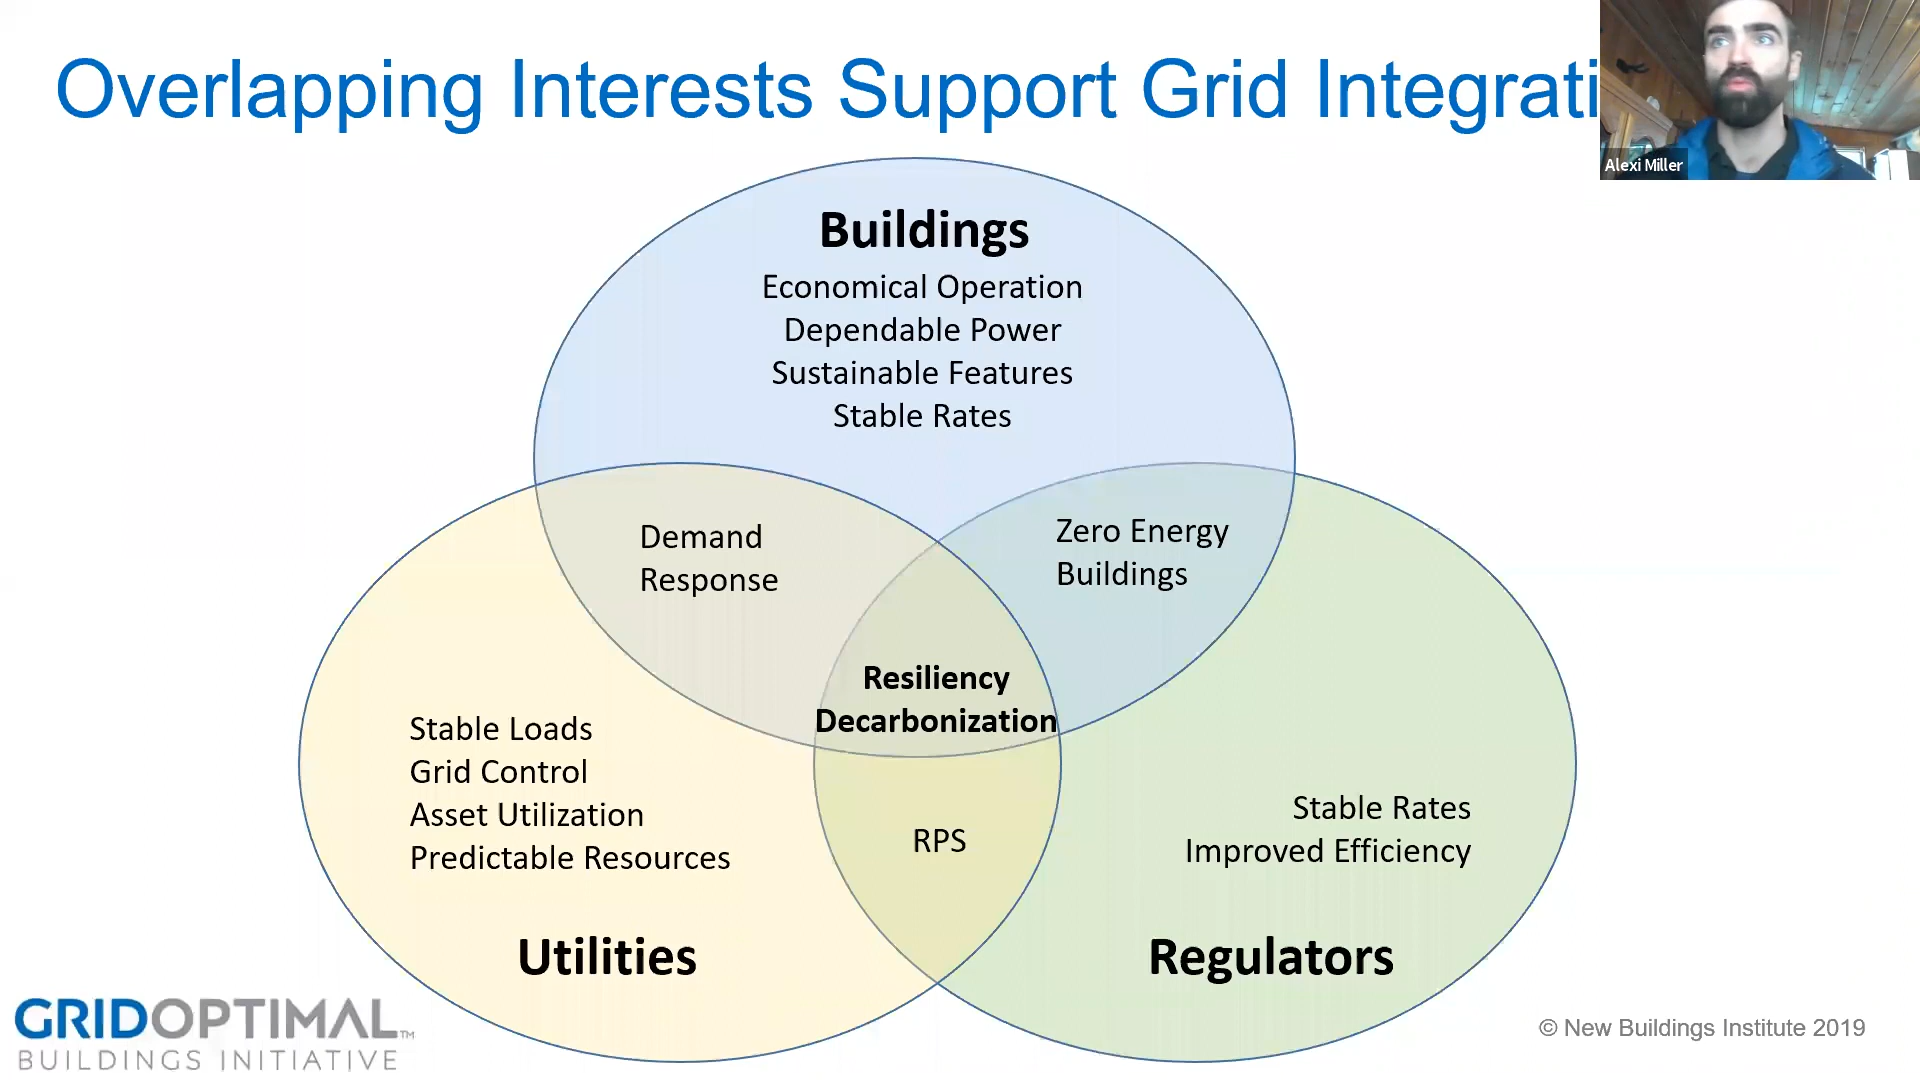 Overlapping Interests Support Grid Integrati
Alexi Miller
Buildings
Economical Operation
Dependable Power
Sustainable Features
Stable Rates
Demand
Response
Zero Energy
Buildings
Resiliency
Decarbonization
Stable Loads
Grid Control
Asset Utilization
Predictable Resources
RPS
Stable Rates
Improved Efficiency
Utilities
Regulators
GRIDOPTIMAL™
BUILDINGS INITIATIVE
© New Buildings Institute 2019